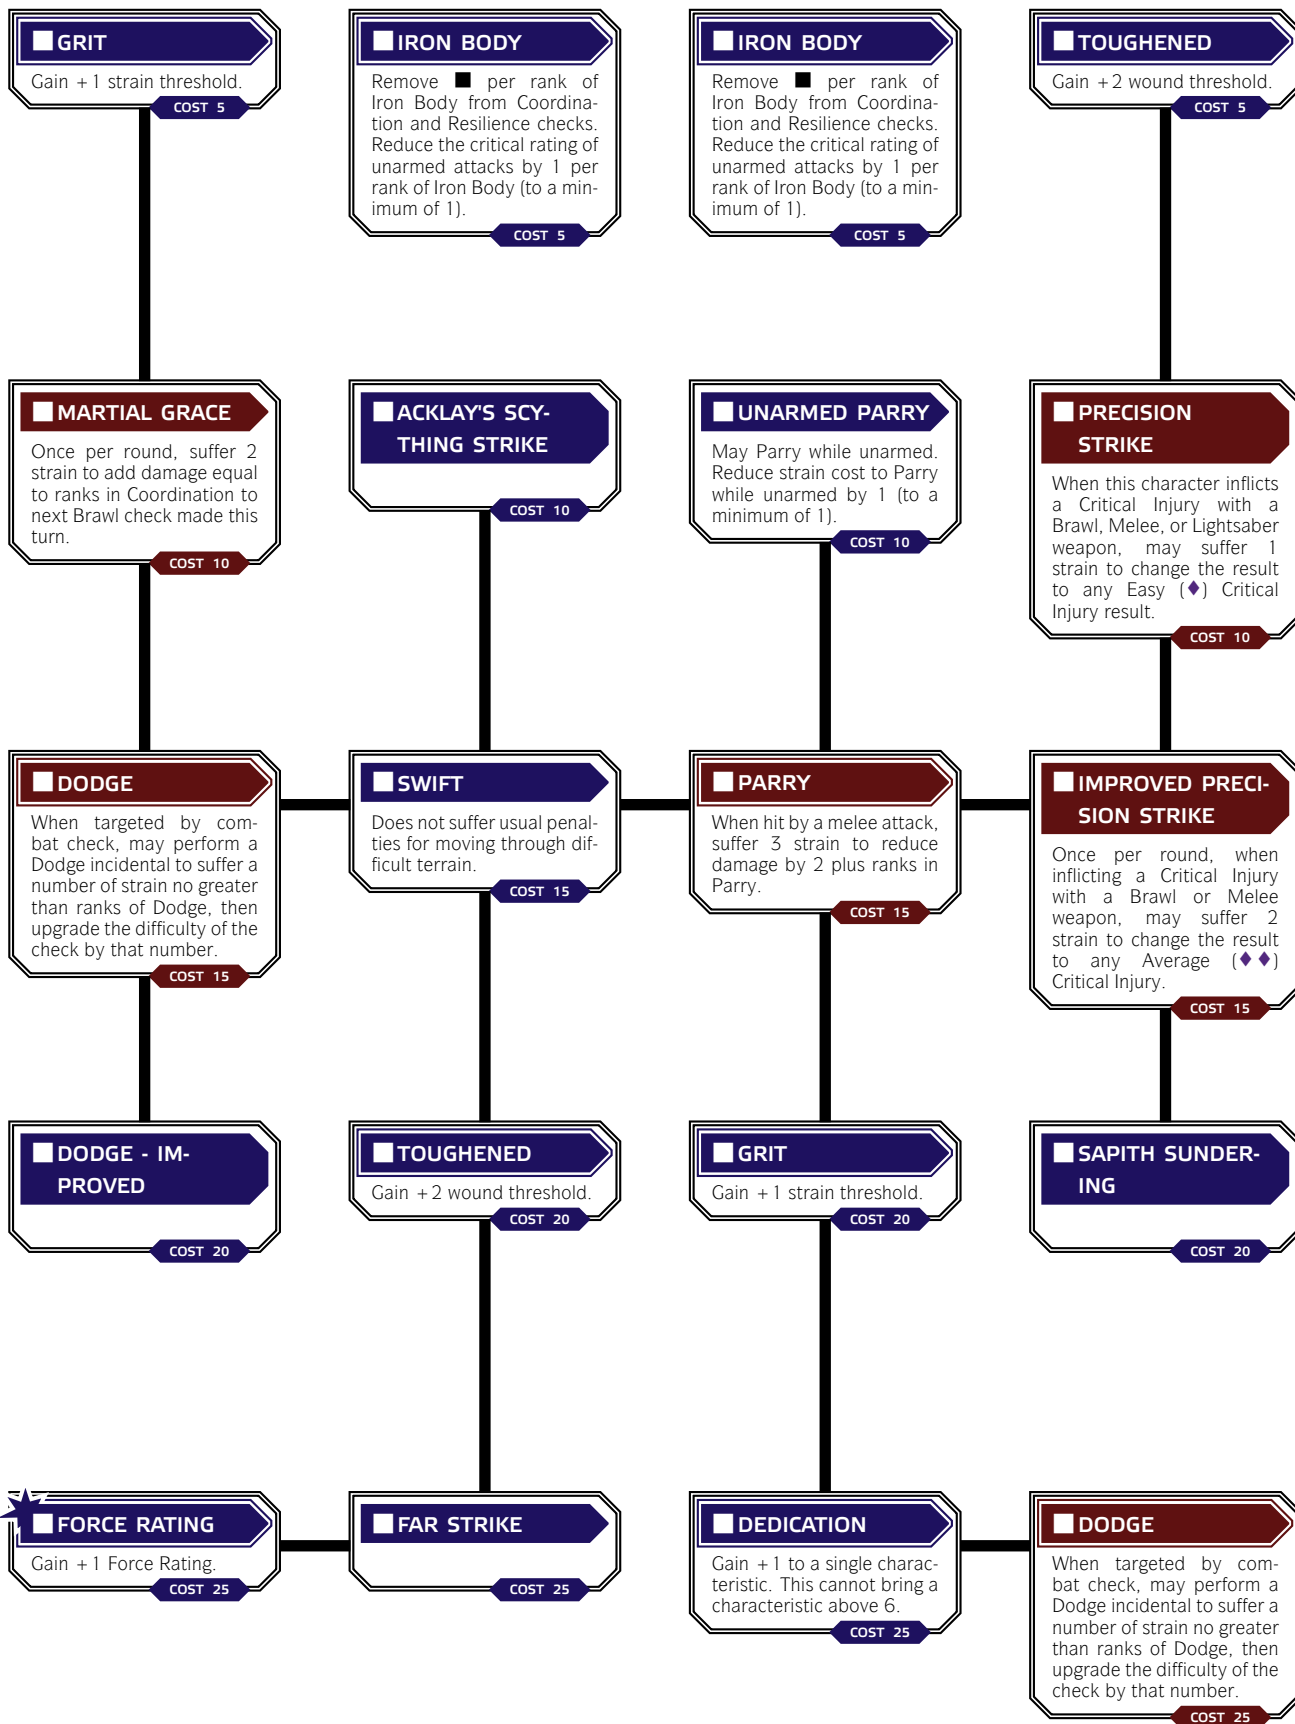 GRIT
Gain +1 strain threshold.
COST 5
IRON BODY
Remove ■ per rank of
Iron Body from Coordina-
tion and Resilience checks.
Reduce the critical rating of
unarmed attacks by 1 per
rank of Iron Body (to a min-
imum of 1).
COST 5
IRON BODY
Remove ■ per rank of
Iron Body from Coordina-
tion and Resilience checks.
Reduce the critical rating of
unarmed attacks by 1 per
rank of Iron Body (to a min-
imum of 1).
COST 5
TOUGHENED
Gain +2 wound threshold.
COST 5
MARTIAL GRACE
Once per round, suffer 2
strain to add damage equal
to ranks in Coordination to
next Brawl check made this
turn.
COST 10
ACKLAY'S SCY-
THING STRIKE
COST 10
UNARMED PARRY
May Parry while unarmed.
Reduce strain cost to Parry
while unarmed by 1 (to a
minimum of 1).
COST 10
PRECISION
STRIKE
When this character inflicts
a Critical Injury with a
Brawl, Melee, or Lightsaber
weapon, may suffer 1
strain to change the result
to any Easy (♦) Critical
Injury result.
COST 10
DODGE
When targeted by com-
bat check, may perform a
Dodge incidental to suffer a
number of strain no greater
than ranks of Dodge, then
upgrade the difficulty of the
check by that number.
COST 15
SWIFT
Does not suffer usual penal-
ties for moving through dif-
ficult terrain.
COST 15
PARRY
When hit by a melee attack,
suffer 3 strain to reduce
damage by 2 plus ranks in
Parry.
COST 15
IMPROVED PRECI-
SION STRIKE
Once per round, when
inflicting a Critical Injury
with a Brawl or Melee
weapon, may suffer 2
strain to change the result
to any Average (♦♦)
Critical Injury.
COST 15
DODGE - IM-
PROVED
COST 20
TOUGHENED
Gain +2 wound threshold.
COST 20
GRIT
Gain +1 strain threshold.
COST 20
SAPITH SUNDER-
ING
COST 20
FORCE RATING
Gain +1 Force Rating.
COST 25
FAR STRIKE
COST 25
DEDICATION
Gain +1 to a single charac-
teristic. This cannot bring a
characteristic above 6.
COST 25
DODGE
When targeted by com-
bat check, may perform a
Dodge incidental to suffer a
number of strain no greater
than ranks of Dodge, then
upgrade the difficulty of the
check by that number.
COST 25